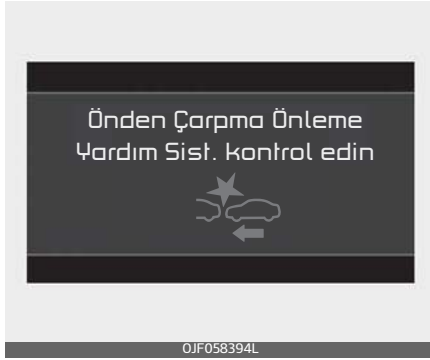 Önden Çarpma Önleme
Yardım Sist. kontrol edin
OJF058394L